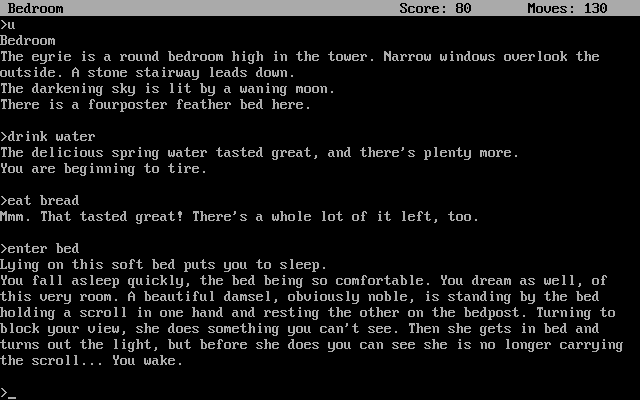 Bedroom Score: 80 Moves: 130
>u
Bedroom
The eyrie is a round bedroom high in the tower. Narrow windows overlook the
outside. A stone stairway leads down.
The darkening sky is lit by a waning moon.
There is a fourposter feather bed here.
>drink water
The delicious spring water tasted great, and there's plenty more.
You are beginning to tire.
>eat bread
Mmm. That tasted great! There's a whole lot of it left, too.
>enter bed
Lying on this soft bed puts you to sleep.
You fall asleep quickly, the bed being so comfortable. You dream as well, of
this very room. A beautiful damsel, obviously noble, is standing by the bed
holding a scroll in one hand and resting the other on the bedpost. Turning to
block your view, she does something you can't see. Then she gets in bed and
turns out the light, but before she does you can see she is no longer carrying
the scroll... You wake.
>_